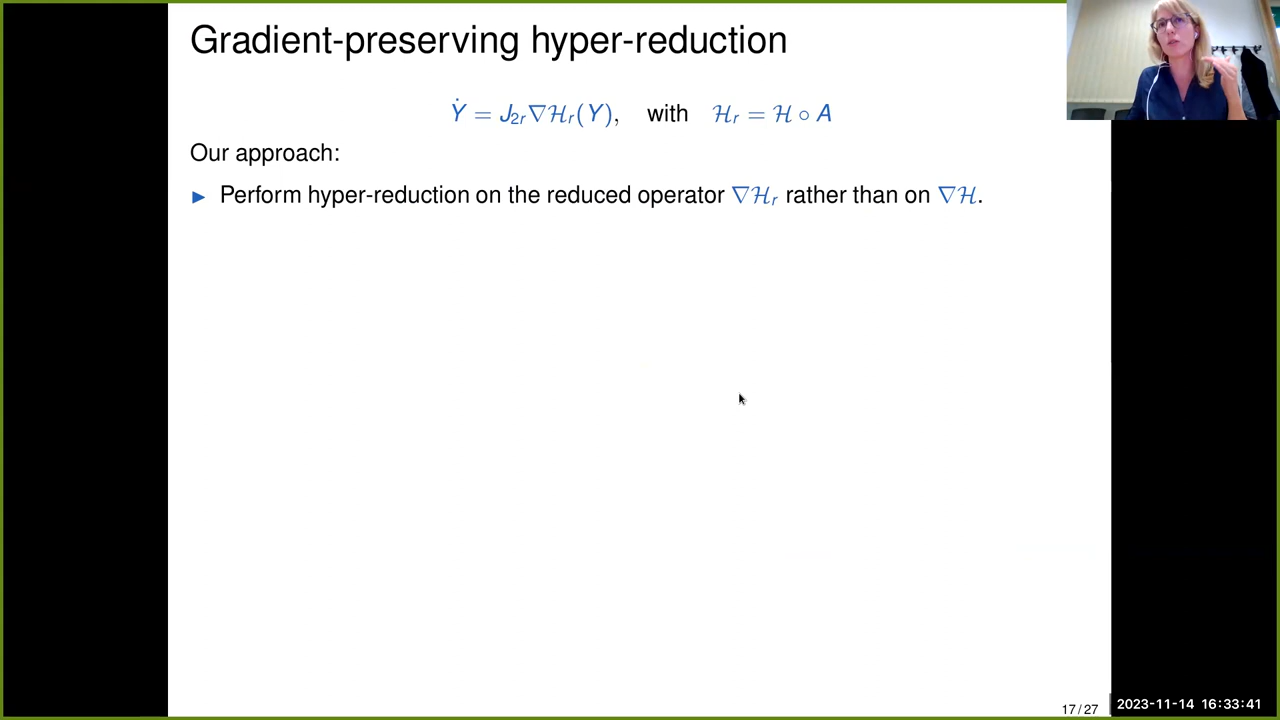 Gradient-preserving hyper-reduction
Ẏ = J₂ᵣ∇ℋᵣ(Y), with ℋᵣ = ℋ ∘ A
Our approach:
► Perform hyper-reduction on the reduced operator ∇ℋᵣ rather than on ∇ℋ.
17 / 27
2023-11-14 16:33:41